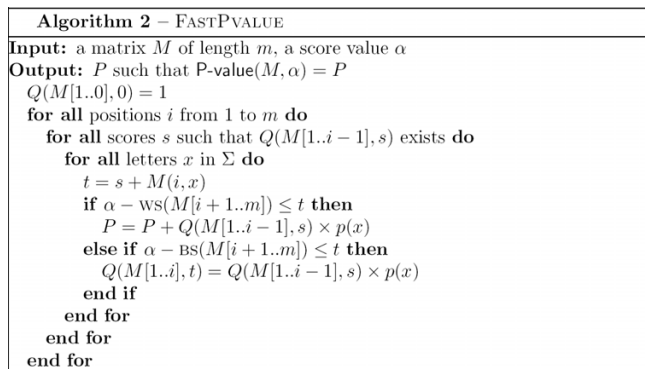 Algorithm 2 – FASTPVALUE
Input: a matrix M of length m, a score value α
Output: P such that P-value(M, α) = P
Q(M[1..0], 0) = 1
for all positions i from 1 to m do
for all scores s such that Q(M[1..i − 1], s) exists do
for all letters x in Σ do
t = s + M(i, x)
if α − WS(M[i + 1..m]) ≤ t then
P = P + Q(M[1..i − 1], s) × p(x)
else if α − BS(M[i + 1..m]) ≤ t then
Q(M[1..i], t) = Q(M[1..i − 1], s) × p(x)
end if
end for
end for
end for